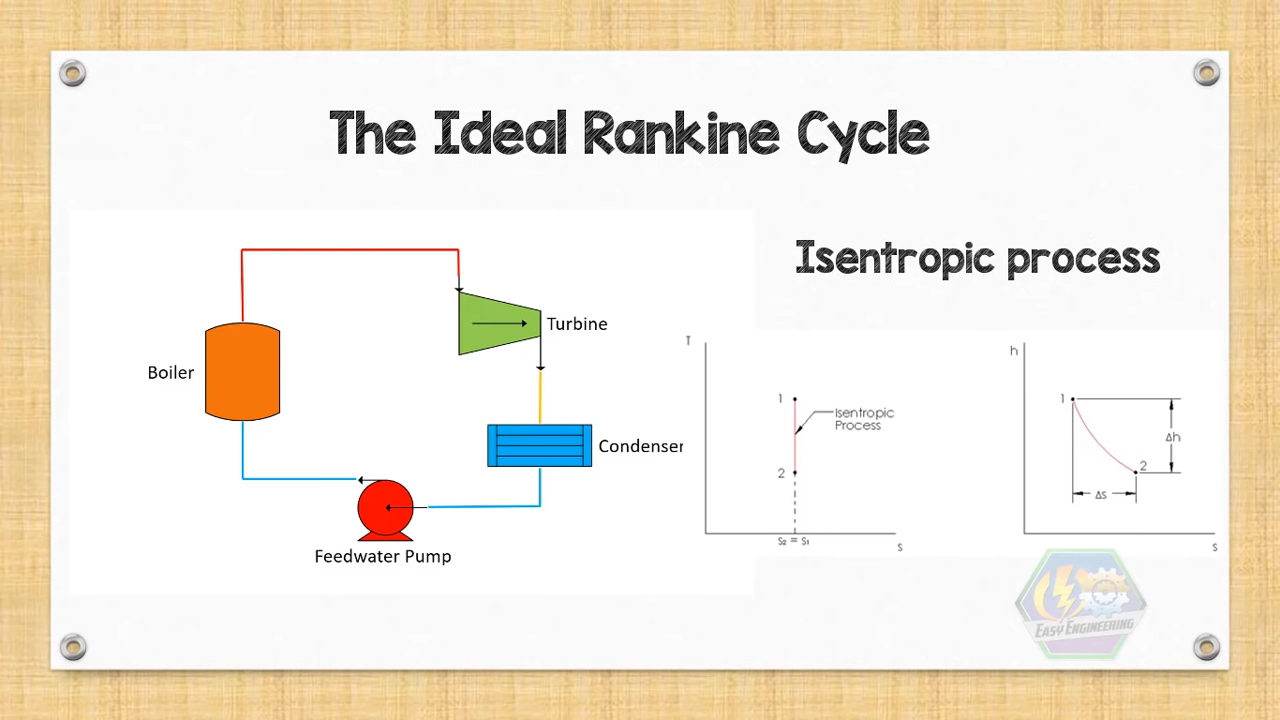 The Ideal Rankine Cycle
Isentropic process
Turbine
Boiler
Condenser
Feedwater Pump
T
1
Isentropic
Process
2
s₂ = s₁
s
h
1
Δh
2
Δs
s
EASY ENGINEERING